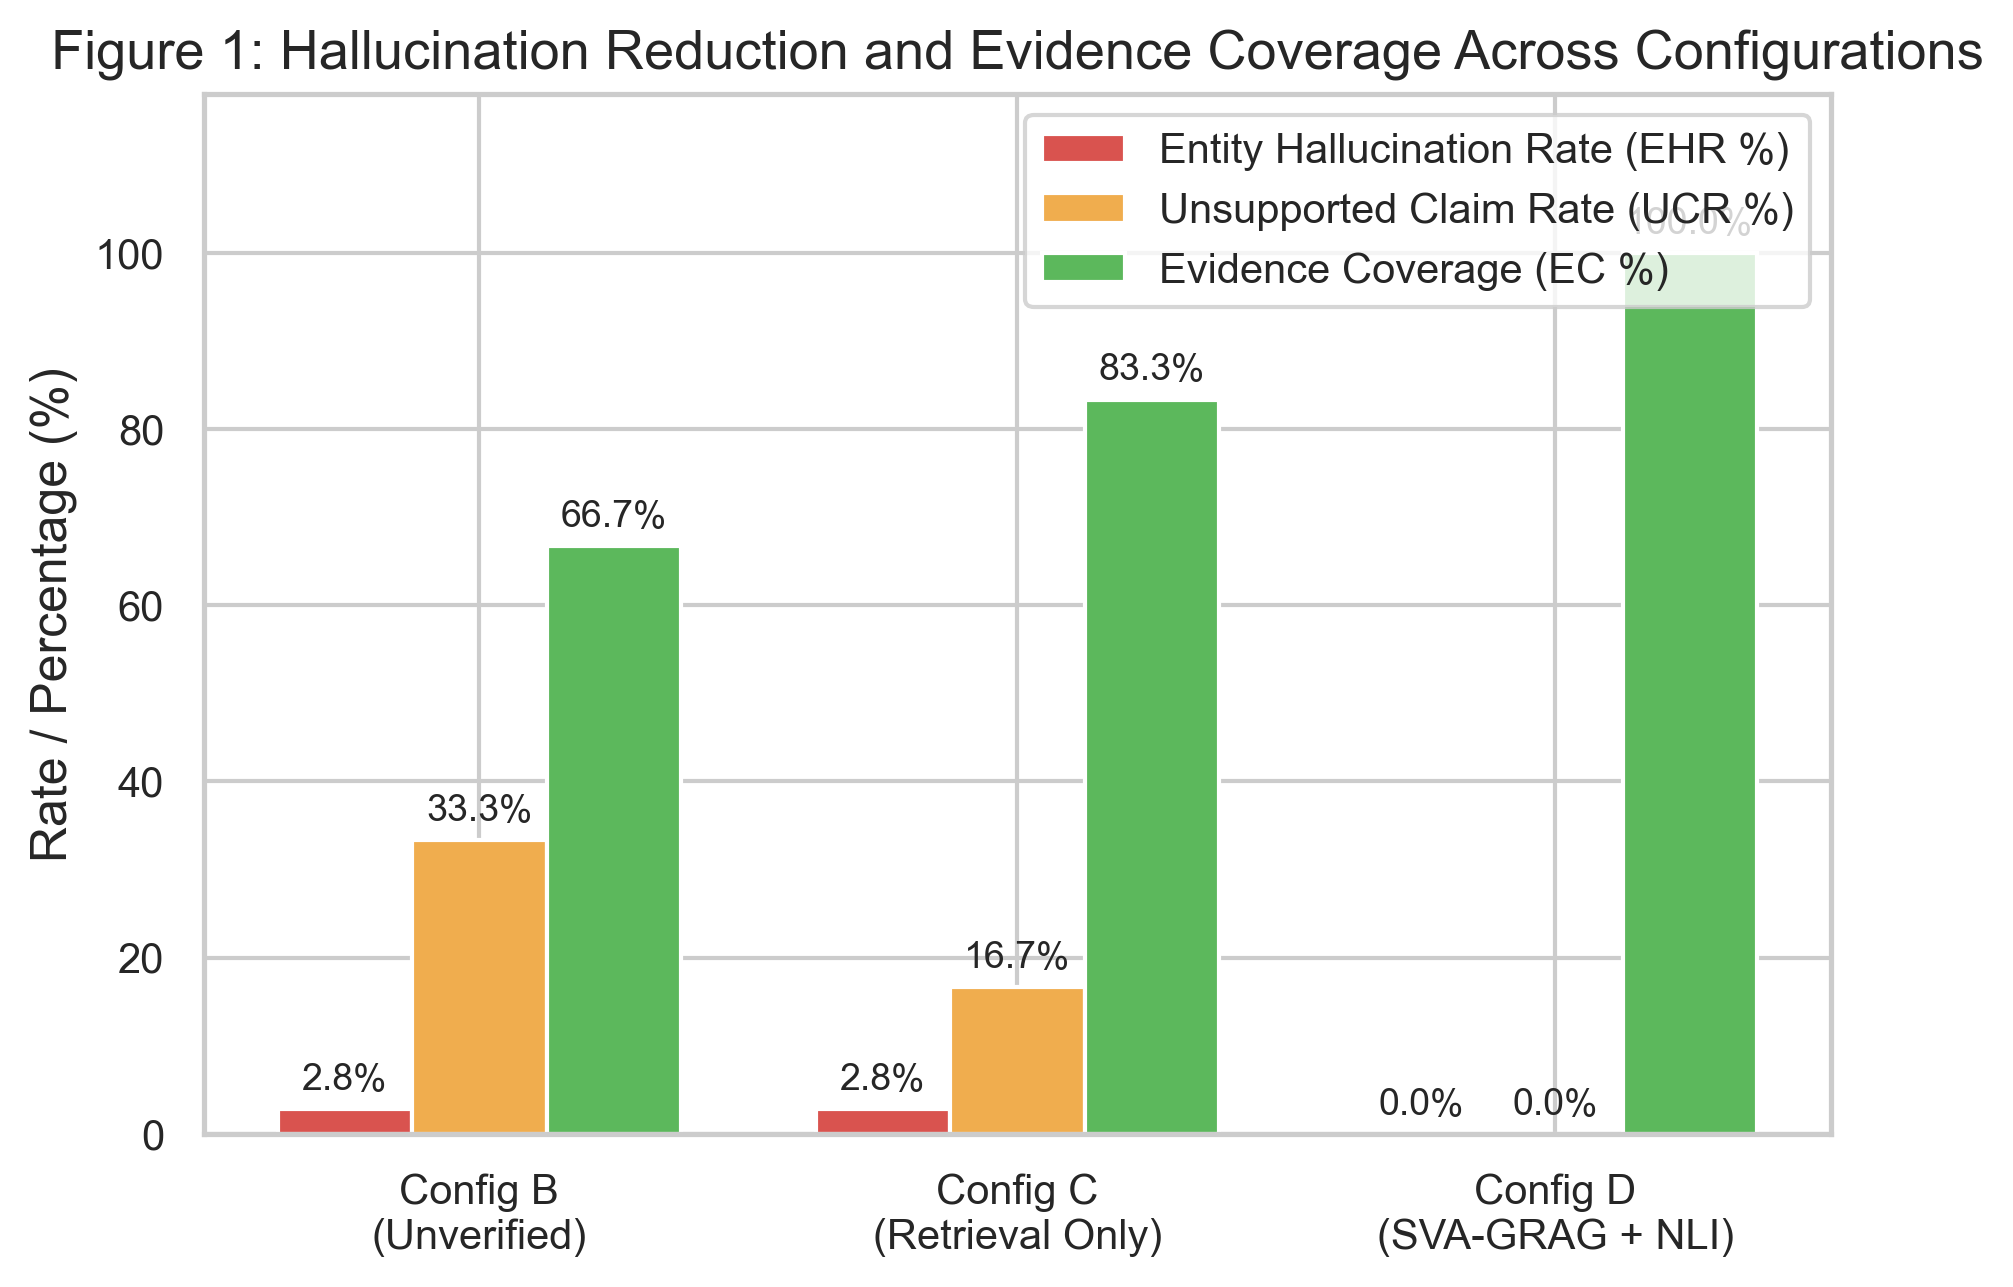 Figure 1: Hallucination Reduction and Evidence Coverage Across Configurations
Rate / Percentage (%)
Entity Hallucination Rate (EHR %)
Unsupported Claim Rate (UCR %)
Evidence Coverage (EC %)
100
80
60
40
20
0
2.8%
33.3%
66.7%
2.8%
16.7%
83.3%
0.0%
0.0%
100.0%
Config B
(Unverified)
Config C
(Retrieval Only)
Config D
(SVA-GRAG + NLI)